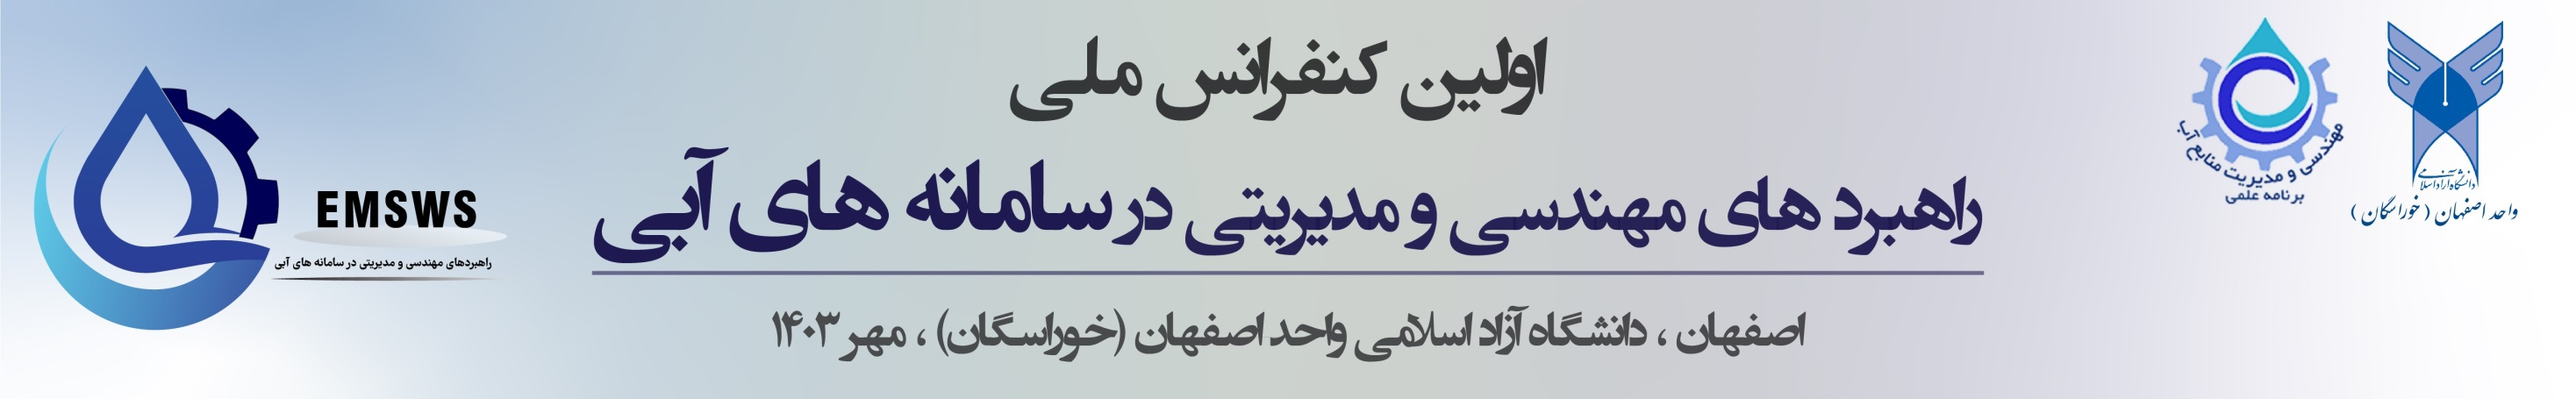 اولین کنفرانس ملی
راهبرد های مهندسی و مدیریتی در سامانه های آبی
اصفهان ، دانشگاه آزاد اسلامی واحد اصفهان (خوراسگان) ، مهر ۱۴۰۳
مهندسی و مدیریت منابع آب
برنامه علمی
دانشگاه آزاد اسلامی
واحد اصفهان ( خوراسگان )
EMSWS
راهبردهای مهندسی و مدیریتی در سامانه های آبی